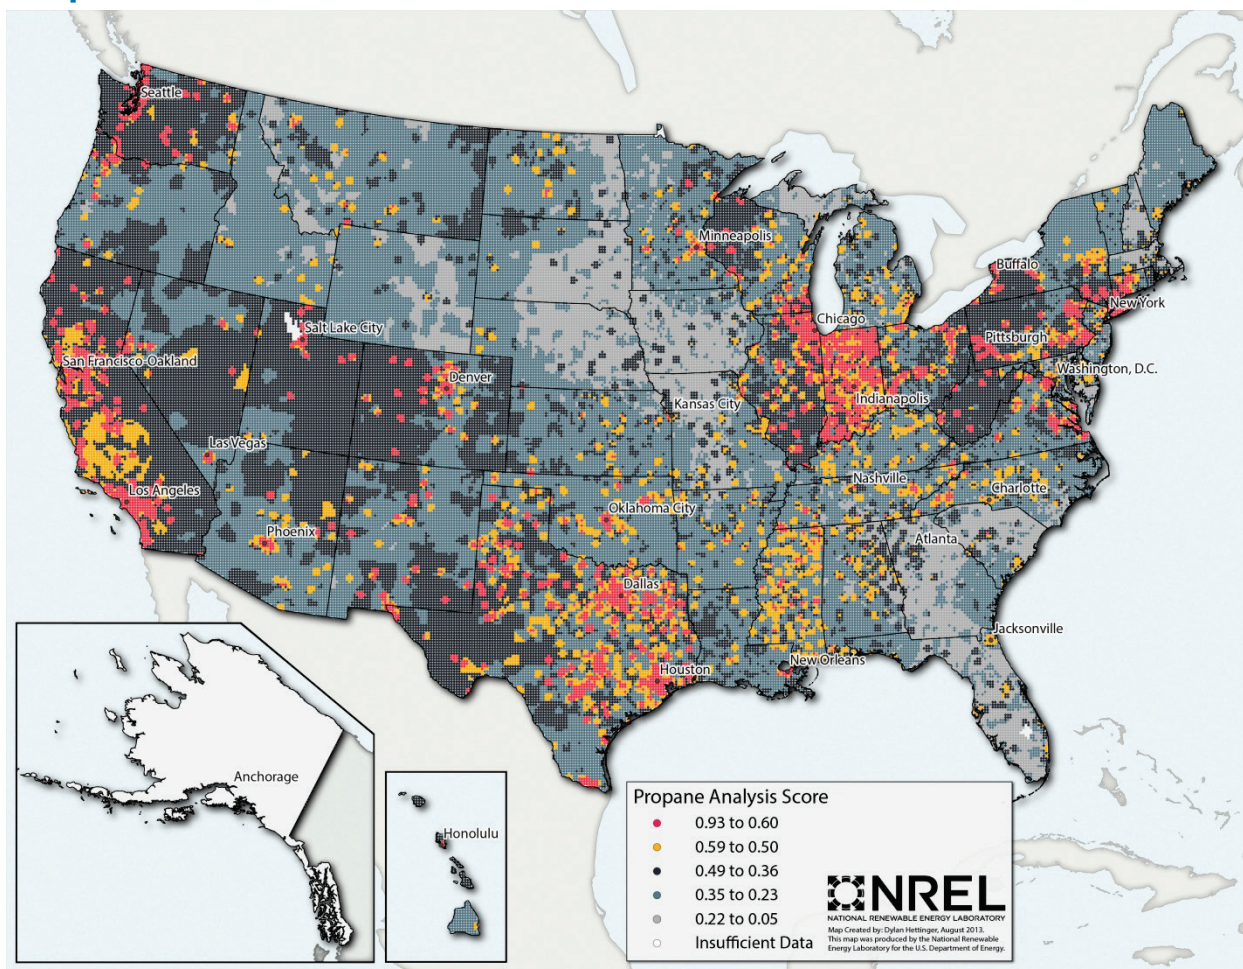 Seattle
Minneapolis
Buffalo
New York
Chicago
Salt Lake City
Pittsburgh
San Francisco-Oakland
Washington, D.C.
Denver
Indianapolis
Kansas City
Las Vegas
Nashville
Los Angeles
Charlotte
Oklahoma City
Phoenix
Atlanta
Dallas
Jacksonville
New Orleans
Houston
Anchorage
Honolulu
Propane Analysis Score
0.93 to 0.60
0.59 to 0.50
0.49 to 0.36
0.35 to 0.23
0.22 to 0.05
Insufficient Data
NREL
NATIONAL RENEWABLE ENERGY LABORATORY
Map Created by: Dylan Hettinger, August 2013.
This map was produced by the National Renewable
Energy Laboratory for the U.S. Department of Energy.